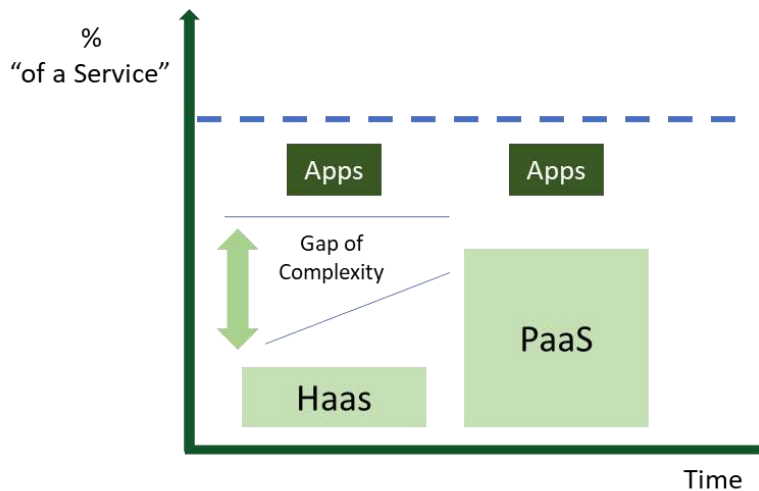 %
“of a Service”
Apps
Apps
Gap of
Complexity
PaaS
Haas
Time